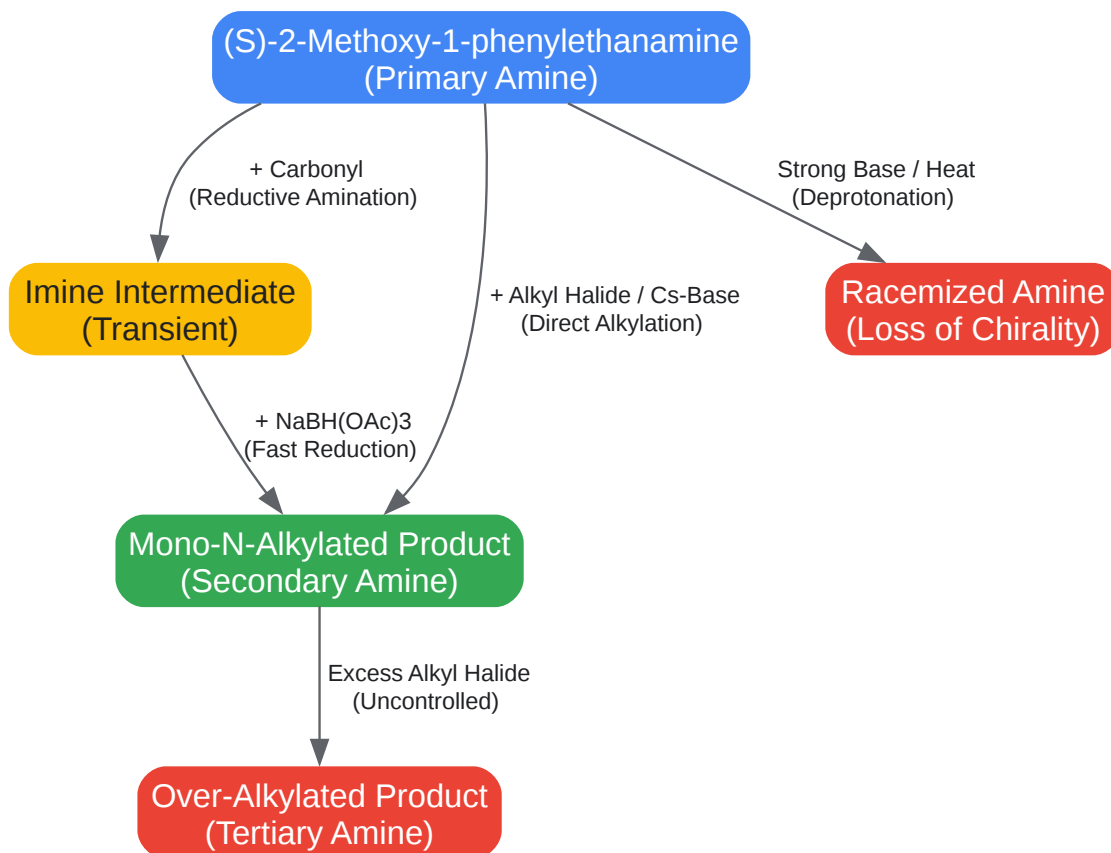 (S)-2-Methoxy-1-phenylethanamine
(Primary Amine)
+ Carbonyl
(Reductive Amination)
Strong Base / Heat
(Deprotonation)
Imine Intermediate
(Transient)
+ Alkyl Halide / Cs-Base
(Direct Alkylation)
Racemized Amine
(Loss of Chirality)
+ NaBH(OAc)3
(Fast Reduction)
Mono-N-Alkylated Product
(Secondary Amine)
Excess Alkyl Halide
(Uncontrolled)
Over-Alkylated Product
(Tertiary Amine)